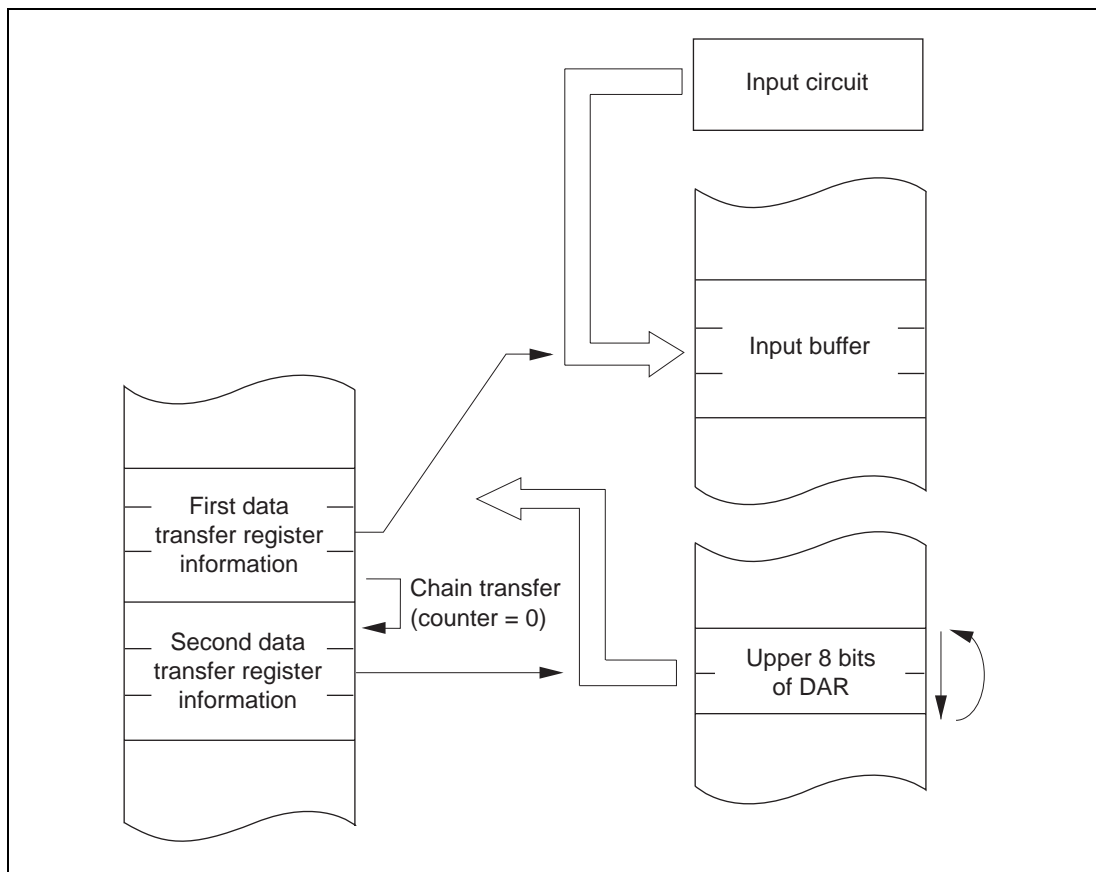 Input circuit
Input buffer
First data
transfer register
information
Chain transfer
(counter = 0)
Second data
transfer register
information
Upper 8 bits
of DAR